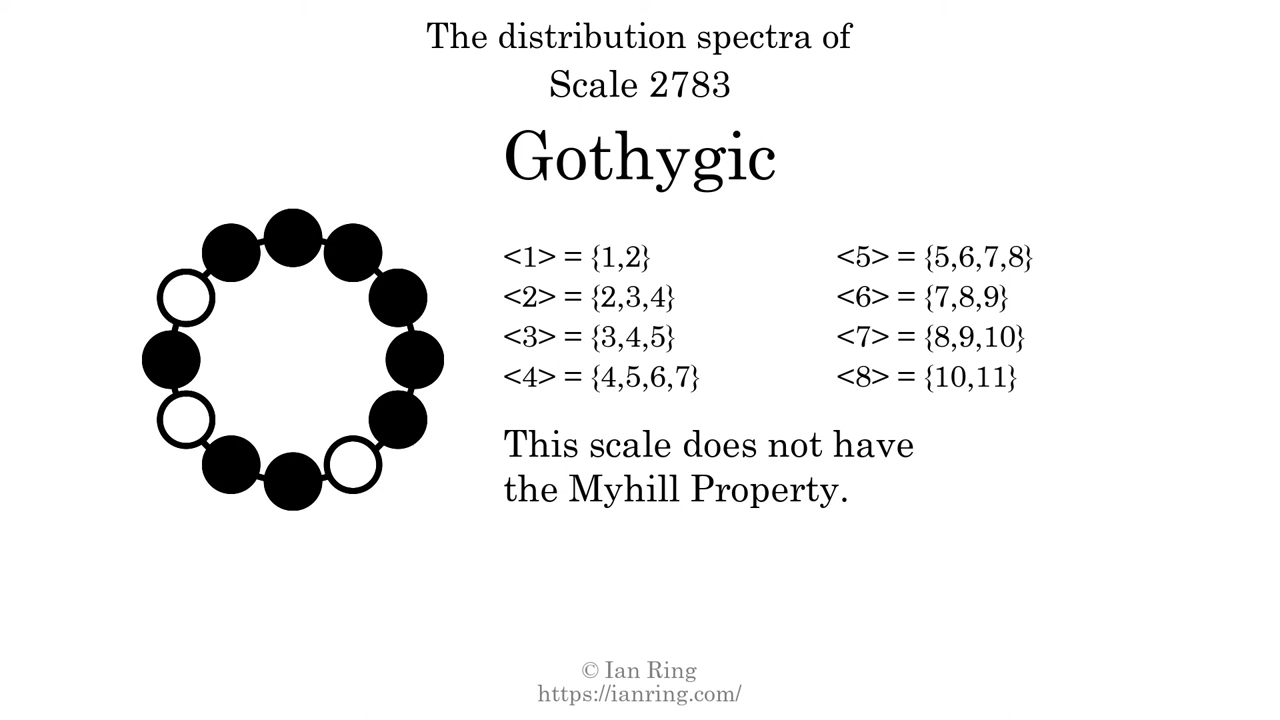 The distribution spectra of
Scale 2783
Gothygic
<1> = {1,2}
<2> = {2,3,4}
<3> = {3,4,5}
<4> = {4,5,6,7}
<5> = {5,6,7,8}
<6> = {7,8,9}
<7> = {8,9,10}
<8> = {10,11}
This scale does not have
the Myhill Property.
© Ian Ring
https://ianring.com/